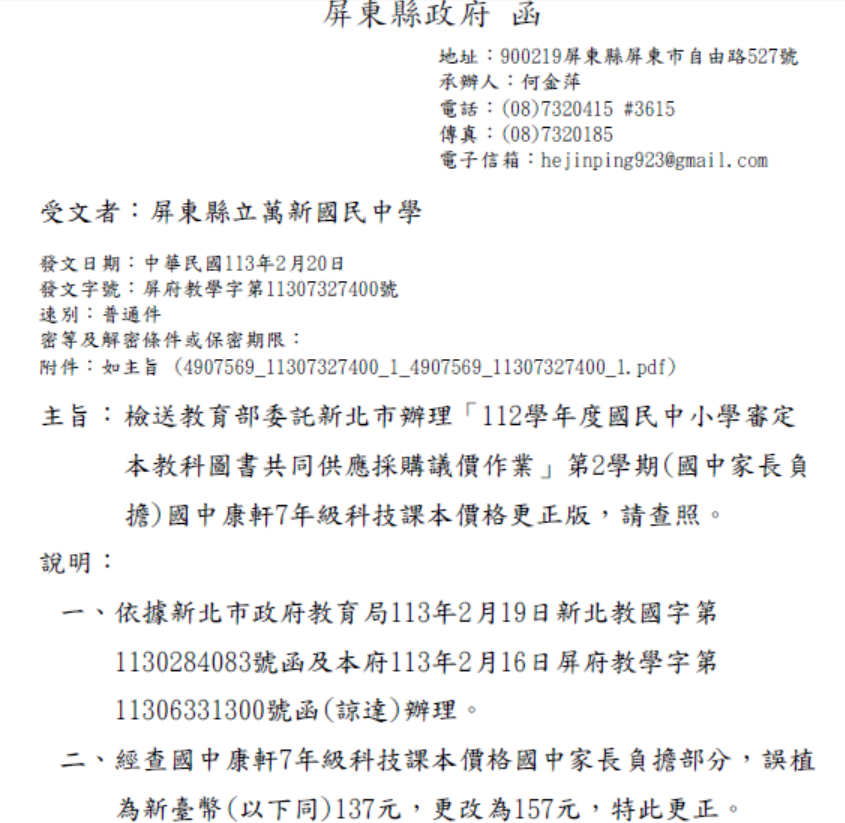 屏東縣政府 函
地址：900219屏東縣屏東市自由路527號
承辦人：何金萍
電話：(08)7320415 #3615
傳真：(08)7320185
電子信箱：hejinping923@gmail.com
受文者：屏東縣立萬新國民中學
發文日期：中華民國113年2月20日
發文字號：屏府教學字第11307327400號
速別：普通件
密等及解密條件或保密期限：
附件：如主旨 (4907569_11307327400_1_4907569_11307327400_1.pdf)
主旨：檢送教育部委託新北市辦理「112學年度國民中小學審定
本教科圖書共同供應採購議價作業」第2學期(國中家長負
擔)國中康軒7年級科技課本價格更正版，請查照。
說明：
一、依據新北市政府教育局113年2月19日新北教國字第
1130284083號函及本府113年2月16日屏府教學字第
11306331300號函(諒達)辦理。
二、經查國中康軒7年級科技課本價格國中家長負擔部分，誤植
為新臺幣(以下同)137元，更改為157元，特此更正。